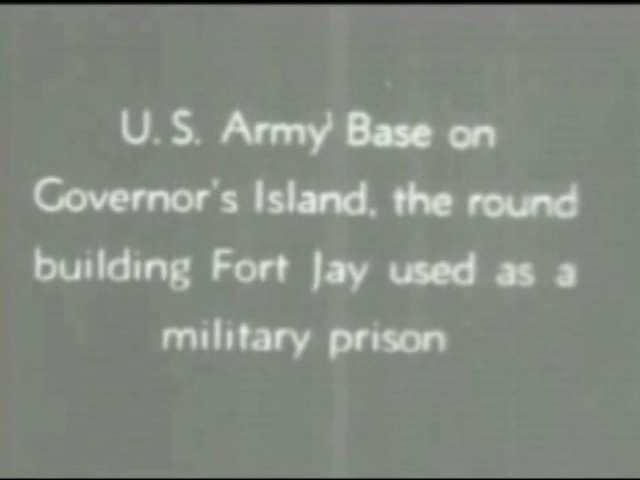 U. S. Army Base on
Governor's Island, the round
building Fort Jay used as a
military prison